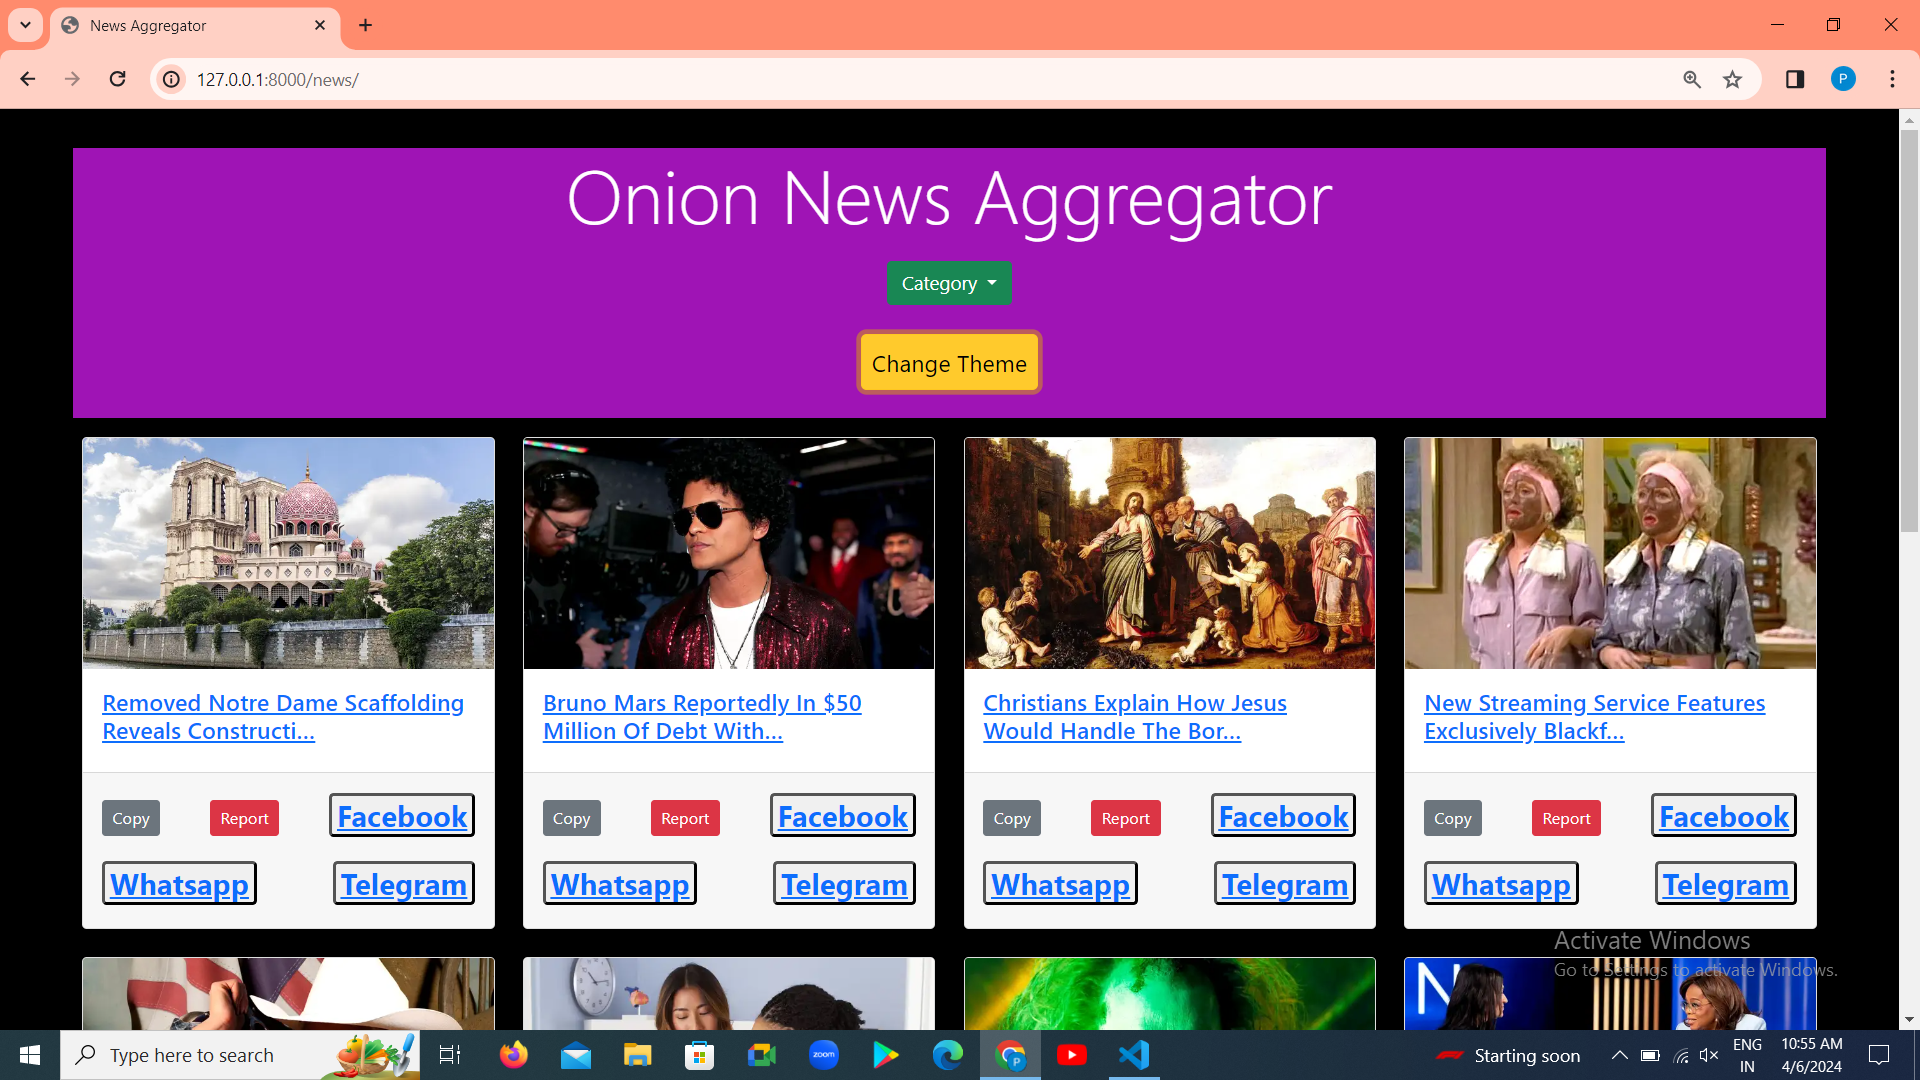 News Aggregator
127.0.0.1:8000/news/
P
Onion News Aggregator
Category
Change Theme
Removed Notre Dame Scaffolding
Reveals Constructi...
Bruno Mars Reportedly In $50
Million Of Debt With...
Christians Explain How Jesus
Would Handle The Bor...
New Streaming Service Features
Exclusively Blackf...
Copy Report Facebook
Whatsapp Telegram
Copy Report Facebook
Whatsapp Telegram
Copy Report Facebook
Whatsapp Telegram
Copy Report Facebook
Whatsapp Telegram
Activate Windows
Go to Settings to activate Windows.
N
Type here to search
zoom
P
Starting soon
ENG
IN
10:55 AM
4/6/2024